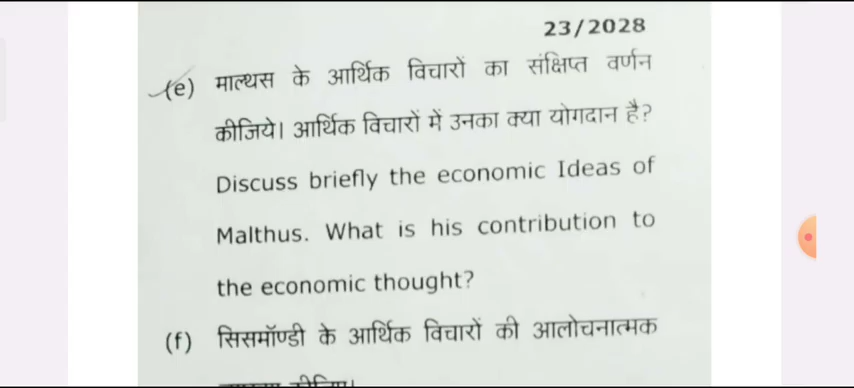 23/2028
(e) माल्थस के आर्थिक विचारों का संक्षिप्त वर्णन
कीजिये। आर्थिक विचारों में उनका क्या योगदान है?
Discuss briefly the economic Ideas of
Malthus. What is his contribution to
the economic thought?
(f) सिसमॉण्डी के आर्थिक विचारों की आलोचनात्मक